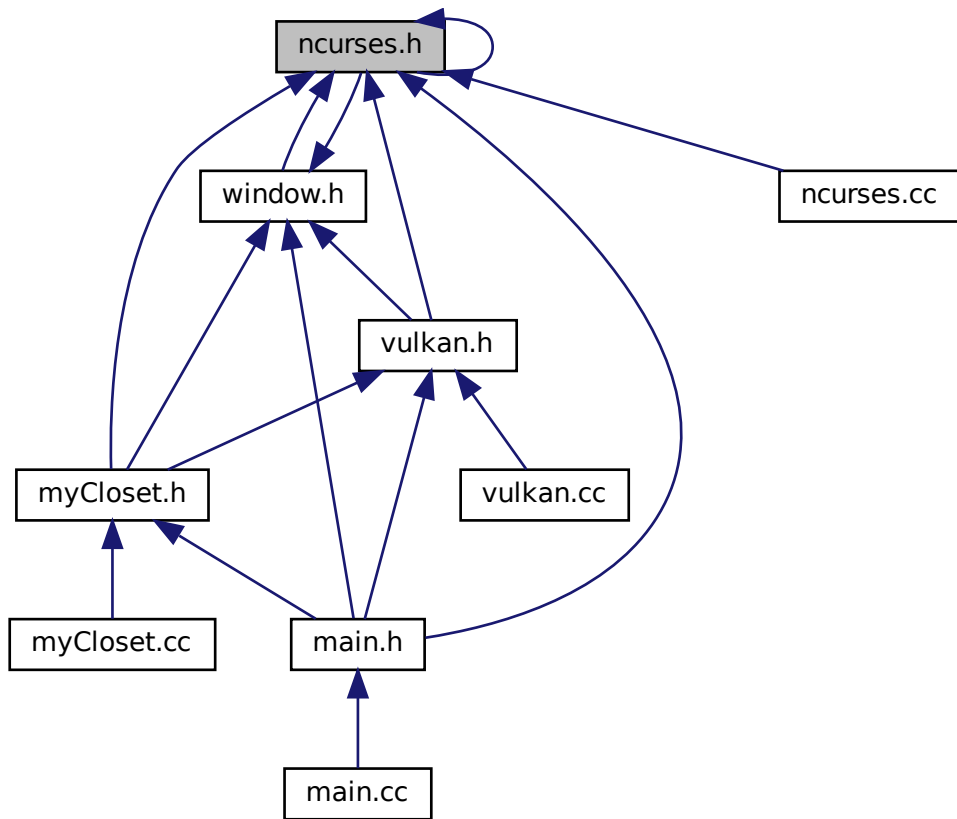 ncurses.h
window.h
ncurses.cc
vulkan.h
myCloset.h
vulkan.cc
myCloset.cc
main.h
main.cc